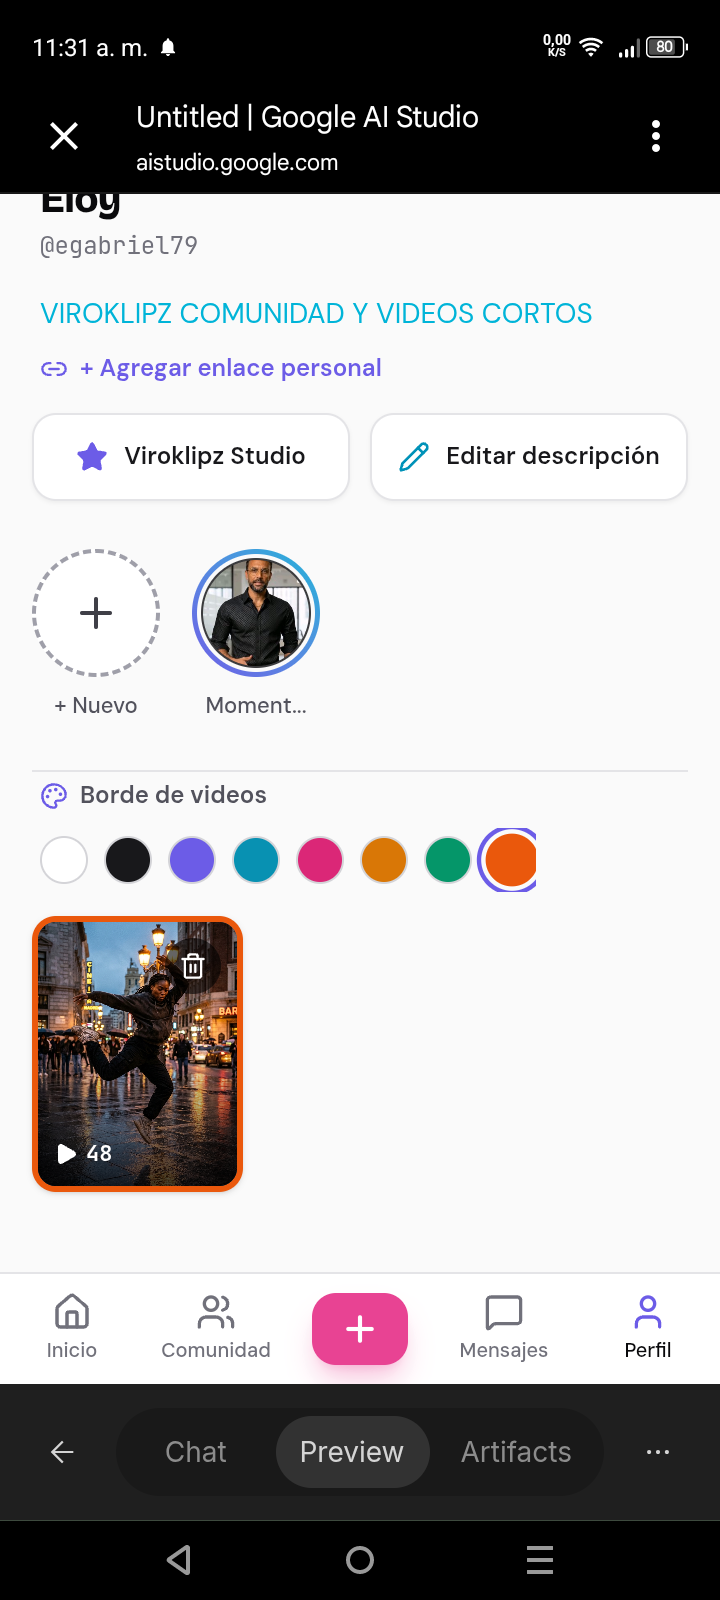 11:31 a. m.
0,00
K/S
80
Untitled | Google AI Studio
aistudio.google.com
Eloy
@egabriel79
VIROKLIPZ COMUNIDAD Y VIDEOS CORTOS
+ Agregar enlace personal
Viroklipz Studio
Editar descripción
+ Nuevo
Moment...
Borde de videos
CINE
BAR
48
Inicio
Comunidad
Mensajes
Perfil
Chat
Preview
Artifacts